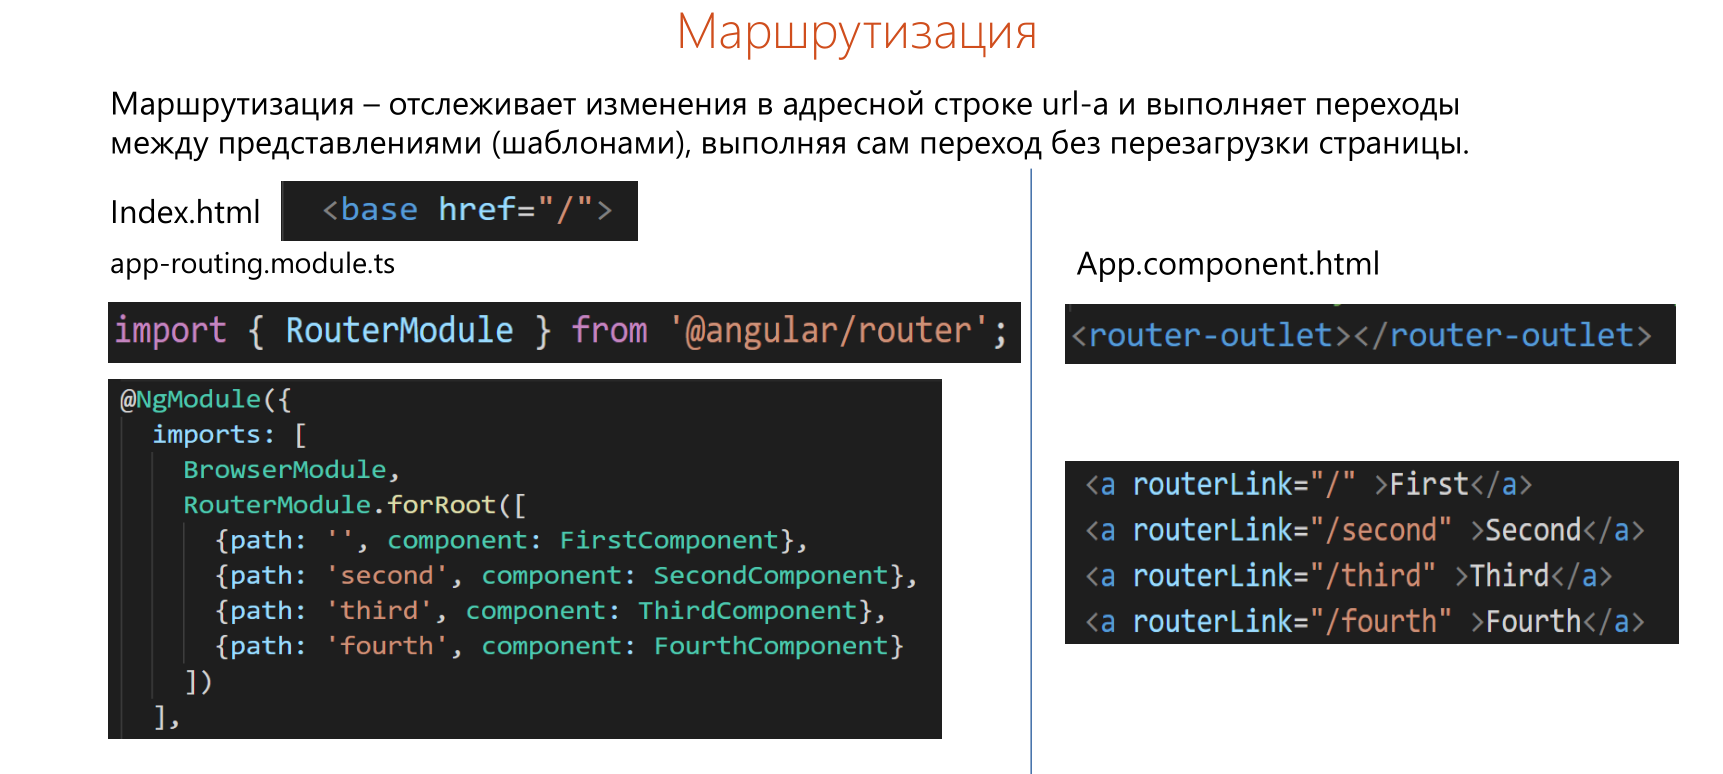 Маршрутизация
Маршрутизация – отслеживает изменения в адресной строке url-а и выполняет переходы
между представлениями (шаблонами), выполняя сам переход без перезагрузки страницы.
Index.html
<base href="/">
app-routing.module.ts
import { RouterModule } from '@angular/router';
@NgModule({
imports: [
BrowserModule,
RouterModule.forRoot([
{path: '', component: FirstComponent},
{path: 'second', component: SecondComponent},
{path: 'third', component: ThirdComponent},
{path: 'fourth', component: FourthComponent}
])
],
App.component.html
<router-outlet></router-outlet>
<a routerLink="/" >First</a>
<a routerLink="/second" >Second</a>
<a routerLink="/third" >Third</a>
<a routerLink="/fourth" >Fourth</a>